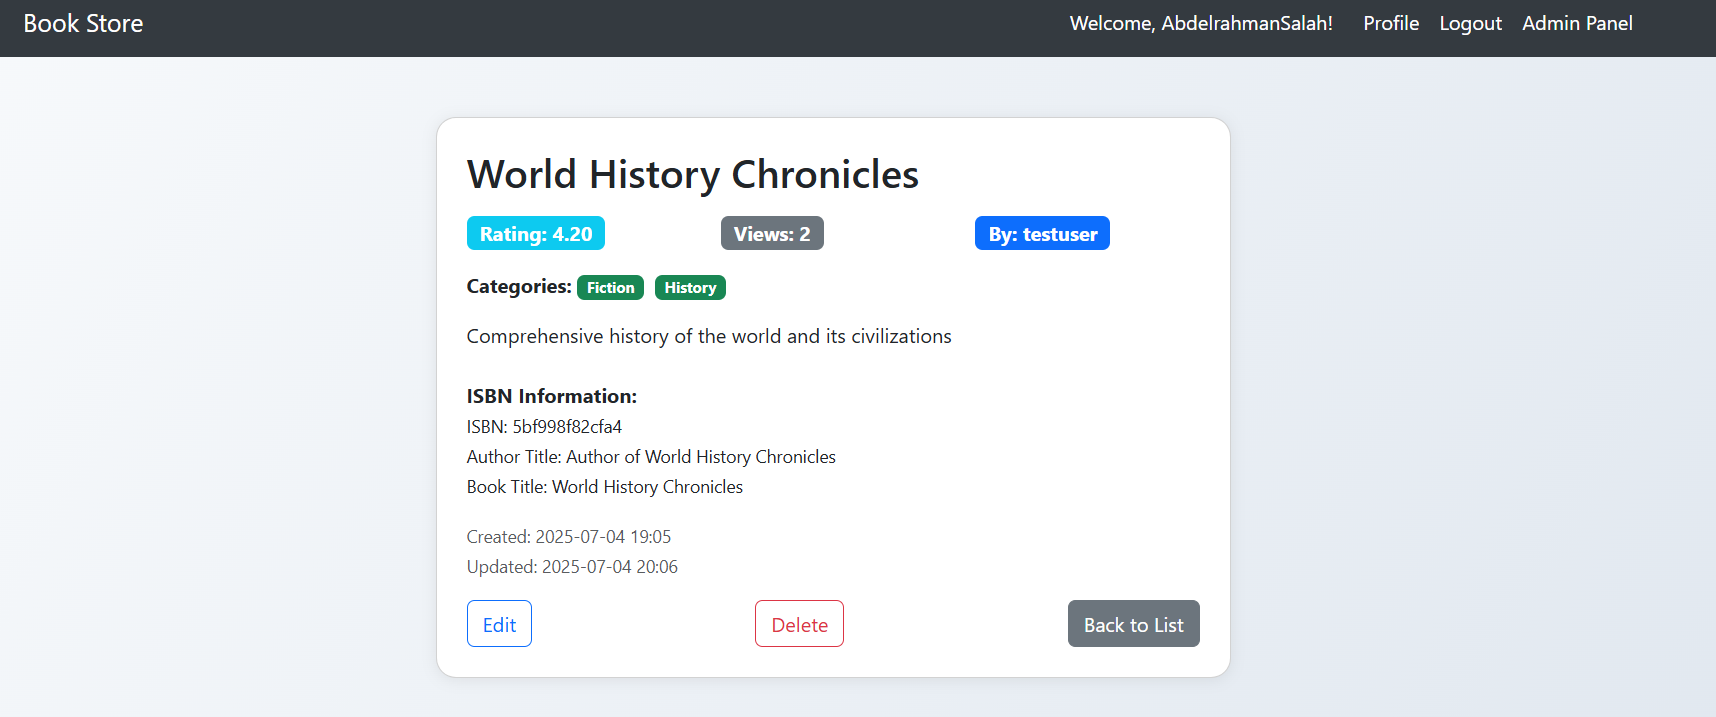 Book Store
Welcome, AbdelrahmanSalah! Profile Logout Admin Panel
World History Chronicles
Rating: 4.20 Views: 2 By: testuser
Categories: Fiction History
Comprehensive history of the world and its civilizations
ISBN Information:
ISBN: 5bf998f82cfa4
Author Title: Author of World History Chronicles
Book Title: World History Chronicles
Created: 2025-07-04 19:05
Updated: 2025-07-04 20:06
Edit Delete Back to List